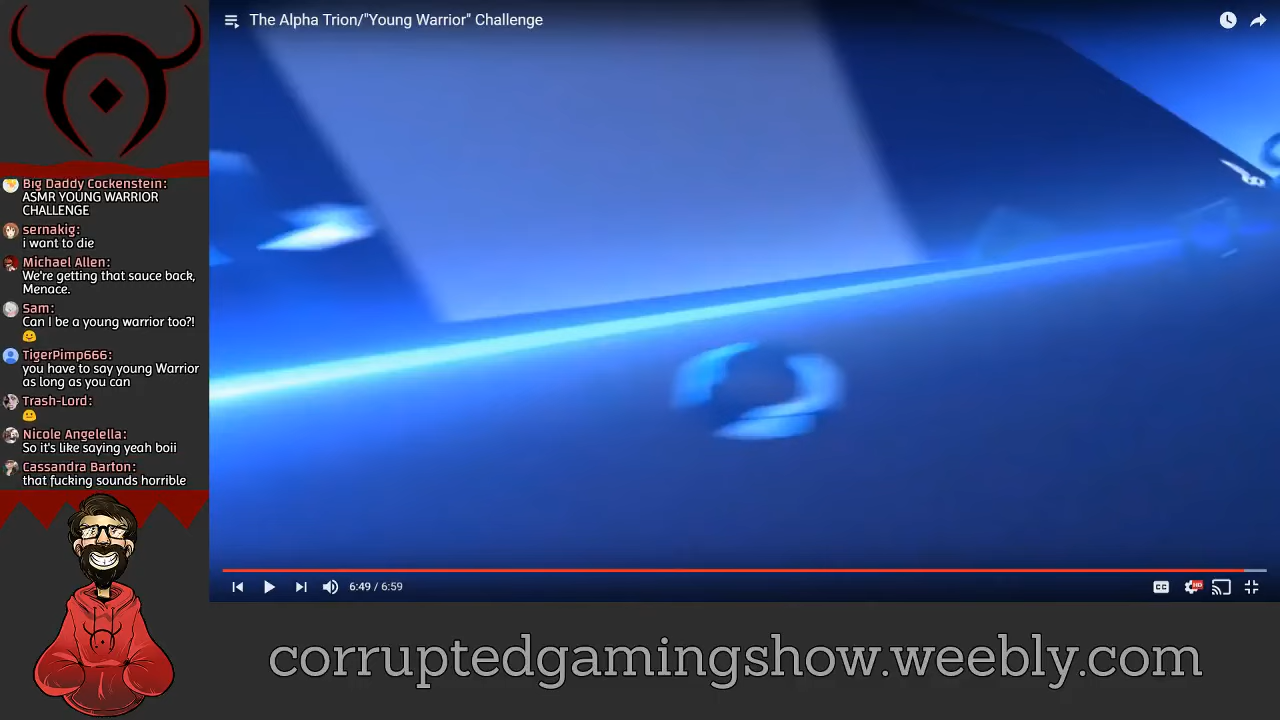 The Alpha Trion/"Young Warrior" Challenge
Big Daddy Cockenstein:
ASMR YOUNG WARRIOR
CHALLENGE
sernakig:
i want to die
Michael Allen:
We're getting that sauce back,
Menace.
Sam:
Can I be a young warrior too?!
TigerPimp666:
you have to say young Warrior
as long as you can
Trash-Lord:
Nicole Angelella:
So it's like saying yeah boii
Cassandra Barton:
that fucking sounds horrible
6:49 / 6:59
CC
HD
corruptedgamingshow.weebly.com